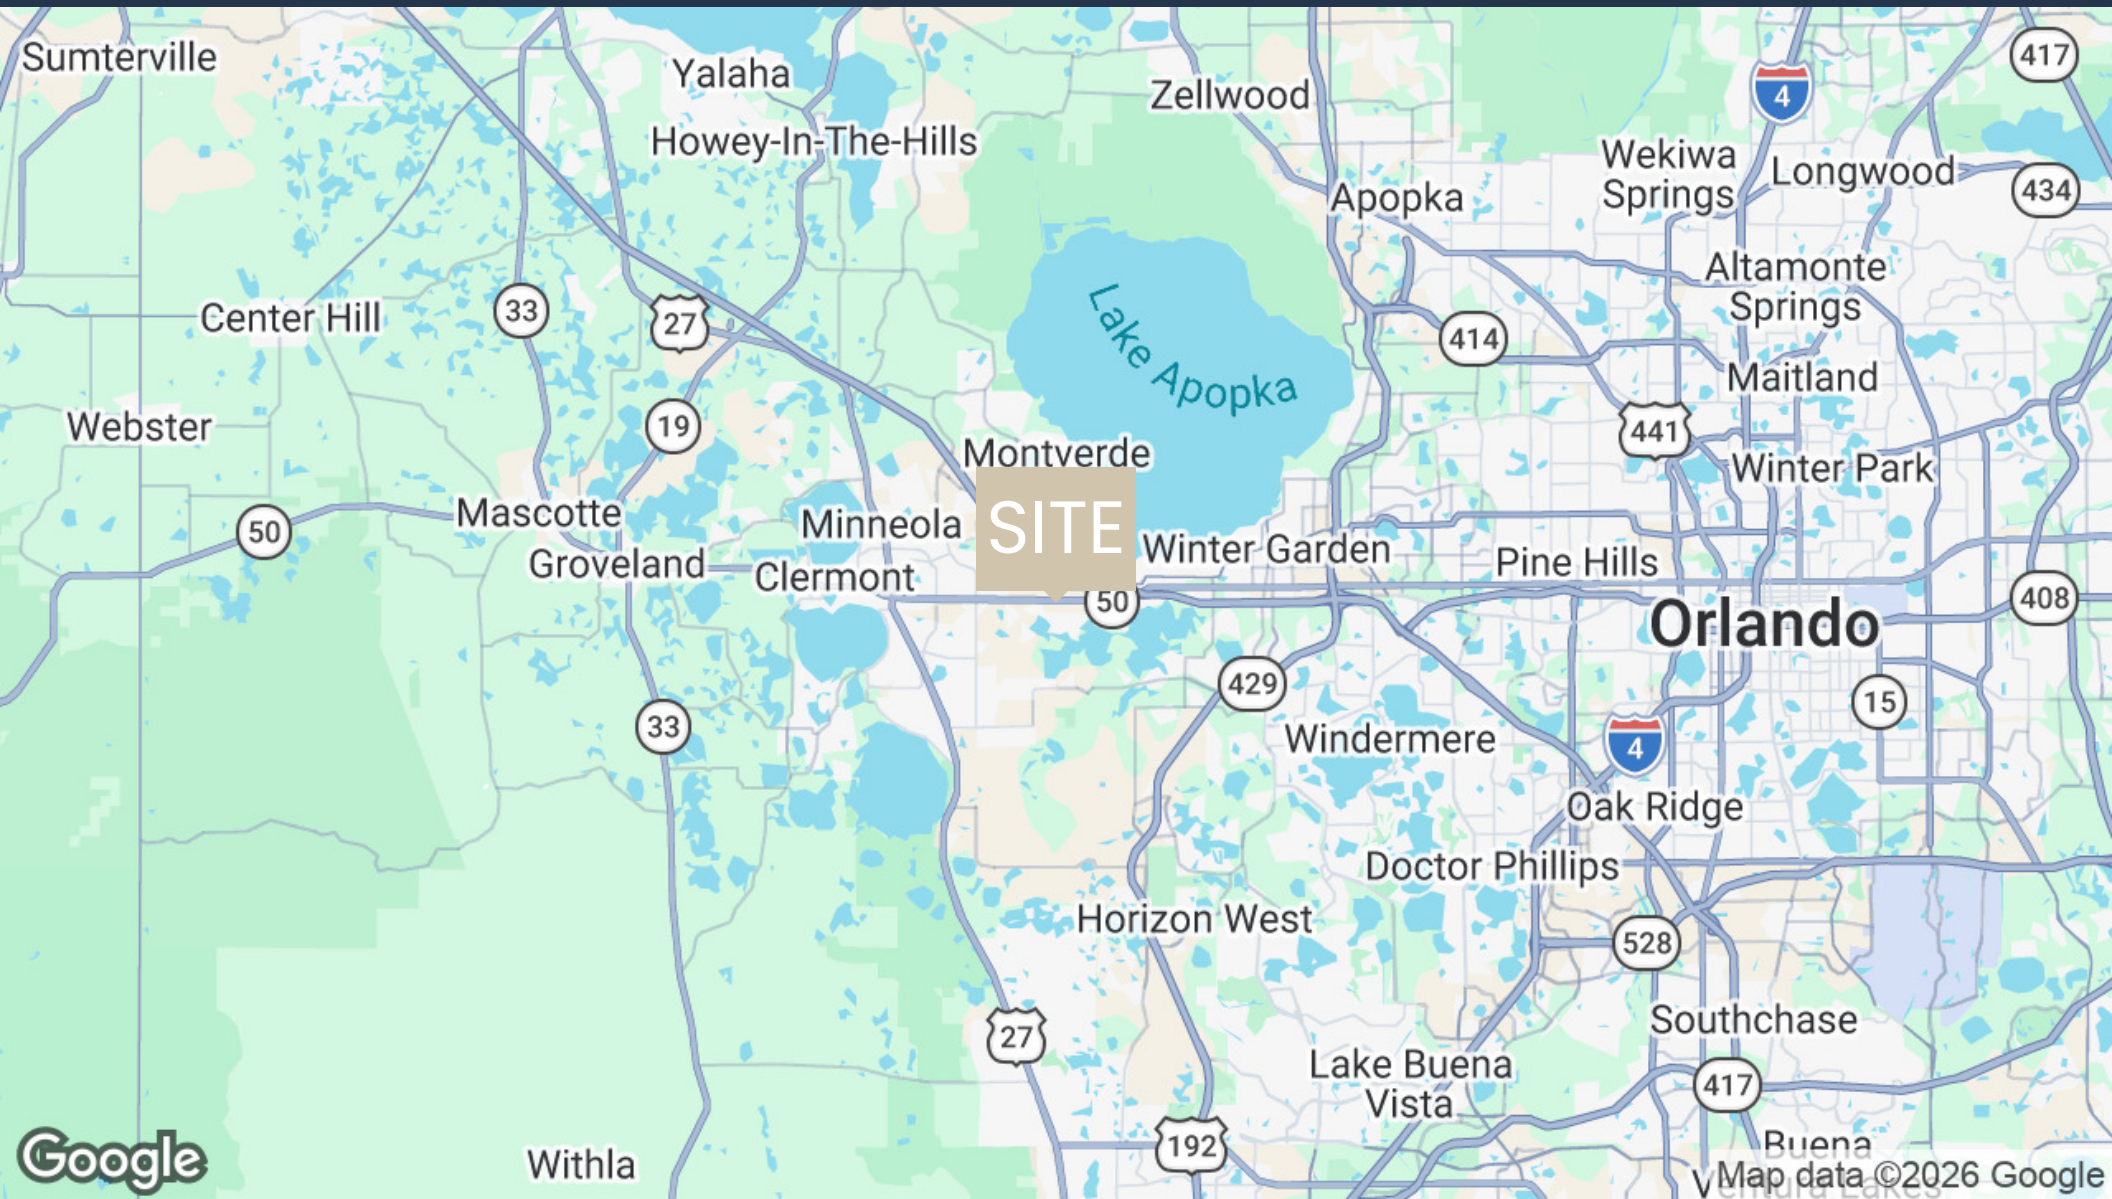 Sumterville
Yalaha
Zellwood
417
4
Howey-In-The-Hills
Wekiwa
Springs
Longwood
434
Apopka
Altamonte
Springs
Center Hill
33
27
Lake Apopka
414
Maitland
Webster
19
441
Montverde
Winter Park
50
Mascotte
Minneola
SITE
Winter Garden
Groveland
Clermont
Pine Hills
50
408
Orlando
429
15
33
Windermere
4
Oak Ridge
Doctor Phillips
Horizon West
528
27
Southchase
Lake Buena
Vista
417
192
Buena
Google
Withla
Map data ©2026 Google